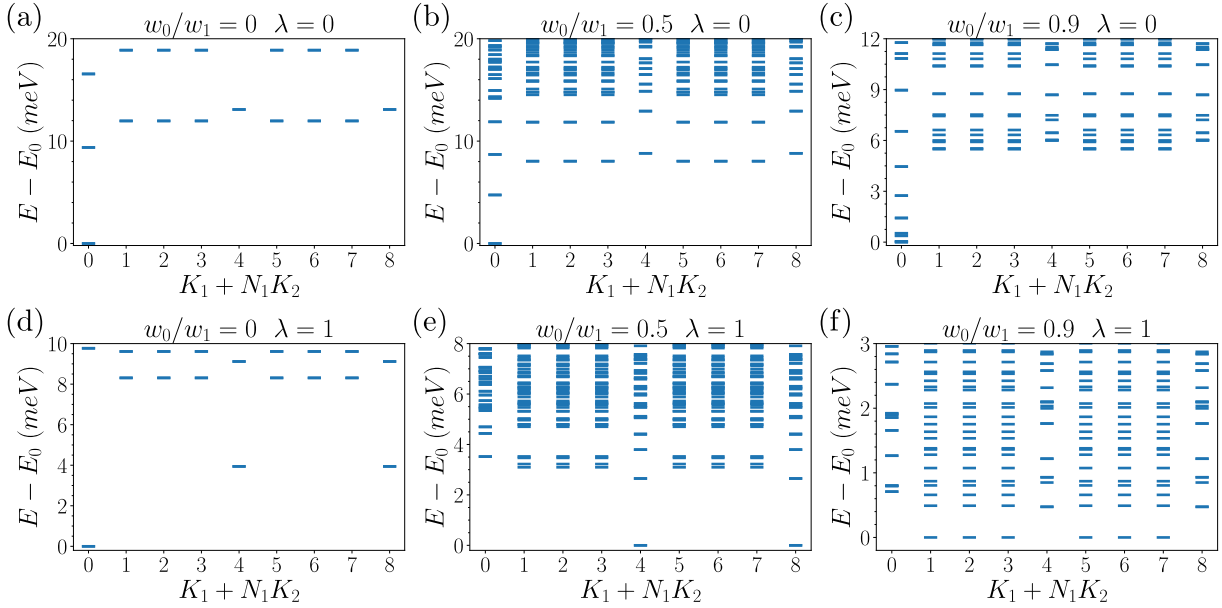 (a) w₀/w₁ = 0 λ = 0
20
10
0
E − E₀ (meV)
0 1 2 3 4 5 6 7 8
K₁ + N₁K₂
(b) w₀/w₁ = 0.5 λ = 0
20
10
0
E − E₀ (meV)
0 1 2 3 4 5 6 7 8
K₁ + N₁K₂
(c) w₀/w₁ = 0.9 λ = 0
12
9
6
3
0
E − E₀ (meV)
0 1 2 3 4 5 6 7 8
K₁ + N₁K₂
(d) w₀/w₁ = 0 λ = 1
10
8
6
4
2
0
E − E₀ (meV)
0 1 2 3 4 5 6 7 8
K₁ + N₁K₂
(e) w₀/w₁ = 0.5 λ = 1
8
6
4
2
0
E − E₀ (meV)
0 1 2 3 4 5 6 7 8
K₁ + N₁K₂
(f) w₀/w₁ = 0.9 λ = 1
3
2
1
0
E − E₀ (meV)
0 1 2 3 4 5 6 7 8
K₁ + N₁K₂